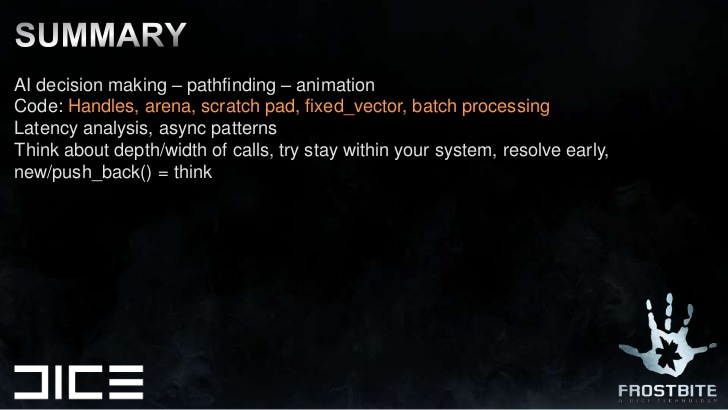 SUMMARY
AI decision making – pathfinding – animation
Code: Handles, arena, scratch pad, fixed_vector, batch processing
Latency analysis, async patterns
Think about depth/width of calls, try stay within your system, resolve early,
new/push_back() = think
DICE
FROSTBITE
A DICE TECHNOLOGY